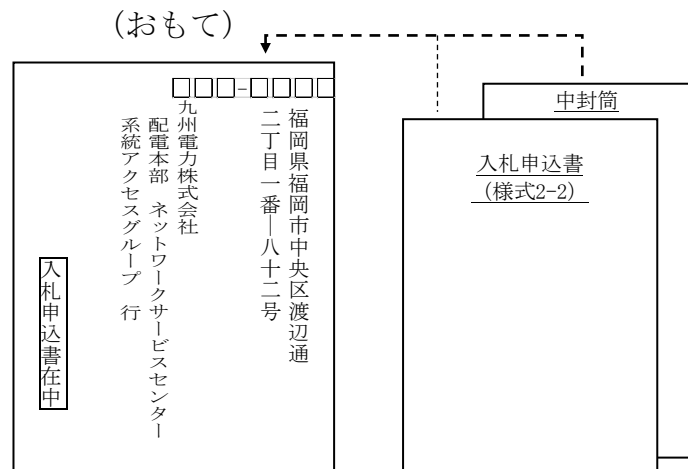 (おもて)
□□□-□□□□
福岡県福岡市中央区渡辺通
二丁目一番―八十二号
九州電力株式会社
配電本部 ネットワークサービスセンター
系統アクセスグループ 行
入札申込書在中
中封筒
入札申込書
(様式2-2)